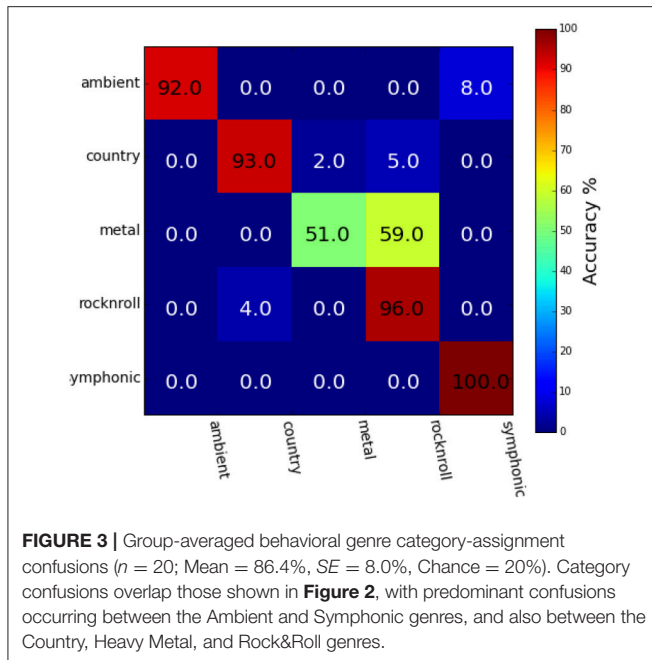 ambient 92.0 0.0 0.0 0.0 8.0
country 0.0 93.0 2.0 5.0 0.0
metal 0.0 0.0 51.0 59.0 0.0
rocknroll 0.0 4.0 0.0 96.0 0.0
ymphonic 0.0 0.0 0.0 0.0 100.0
ambient country metal rocknroll symphonic
100
90
80
70
60
50
40
30
20
10
0
Accuracy %
FIGURE 3 | Group-averaged behavioral genre category-assignment
confusions (n = 20; Mean = 86.4%, SE = 8.0%, Chance = 20%). Category
confusions overlap those shown in Figure 2, with predominant confusions
occurring between the Ambient and Symphonic genres, and also between the
Country, Heavy Metal, and Rock&Roll genres.